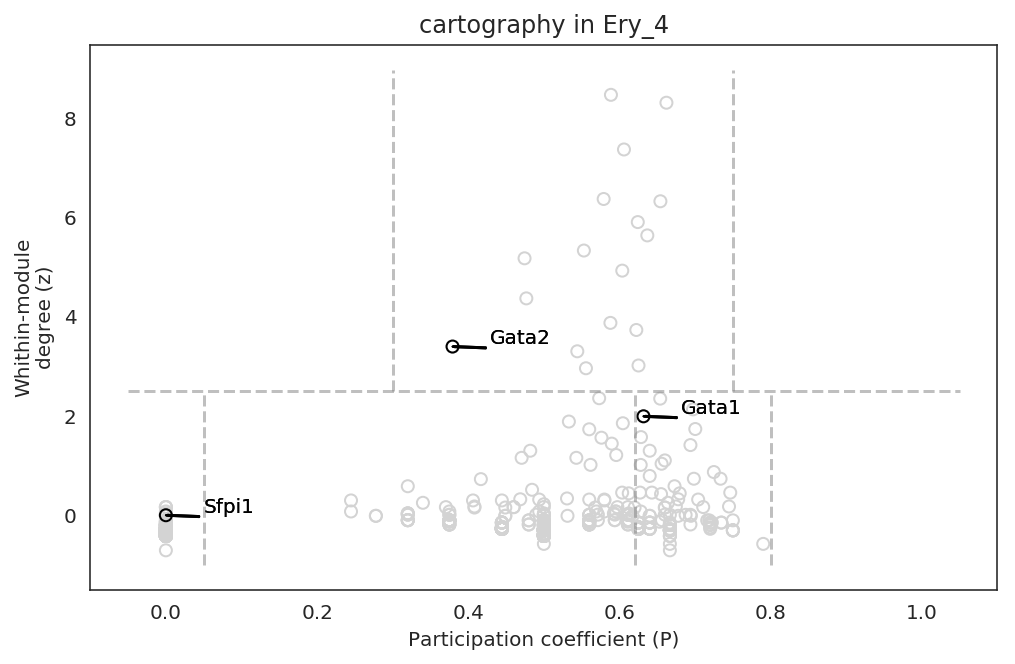 cartography in Ery_4
8
6
4
2
0
Whithin-module
degree (z)
Gata2
Gata1
Sfpi1
0.0 0.2 0.4 0.6 0.8 1.0
Participation coefficient (P)